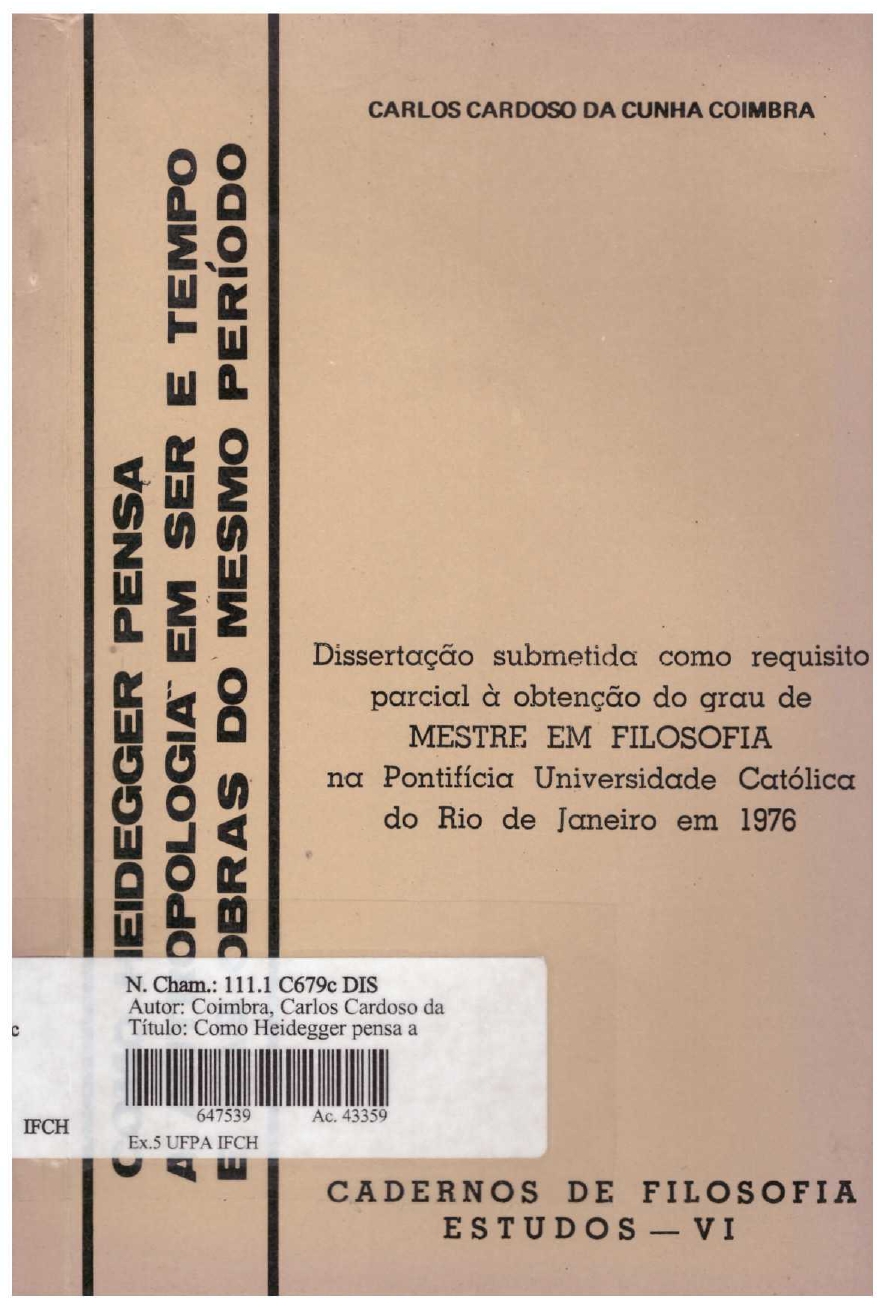 CARLOS CARDOSO DA CUNHA COIMBRA
HEIDEGGER PENSA
OPOLOGIA" EM SER E TEMPO
OBRAS DO MESMO PERÍODO
Dissertação submetida como requisito
parcial à obtenção do grau de
MESTRE EM FILOSOFIA
na Pontifícia Universidade Católica
do Rio de Janeiro em 1976
N. Cham.: 111.1 C679c DIS
Autor: Coimbra, Carlos Cardoso da
Título: Como Heidegger pensa a
647539 Ac. 43359
Ex.5 UFPA IFCH
c
IFCH
CADERNOS DE FILOSOFIA
ESTUDOS — VI